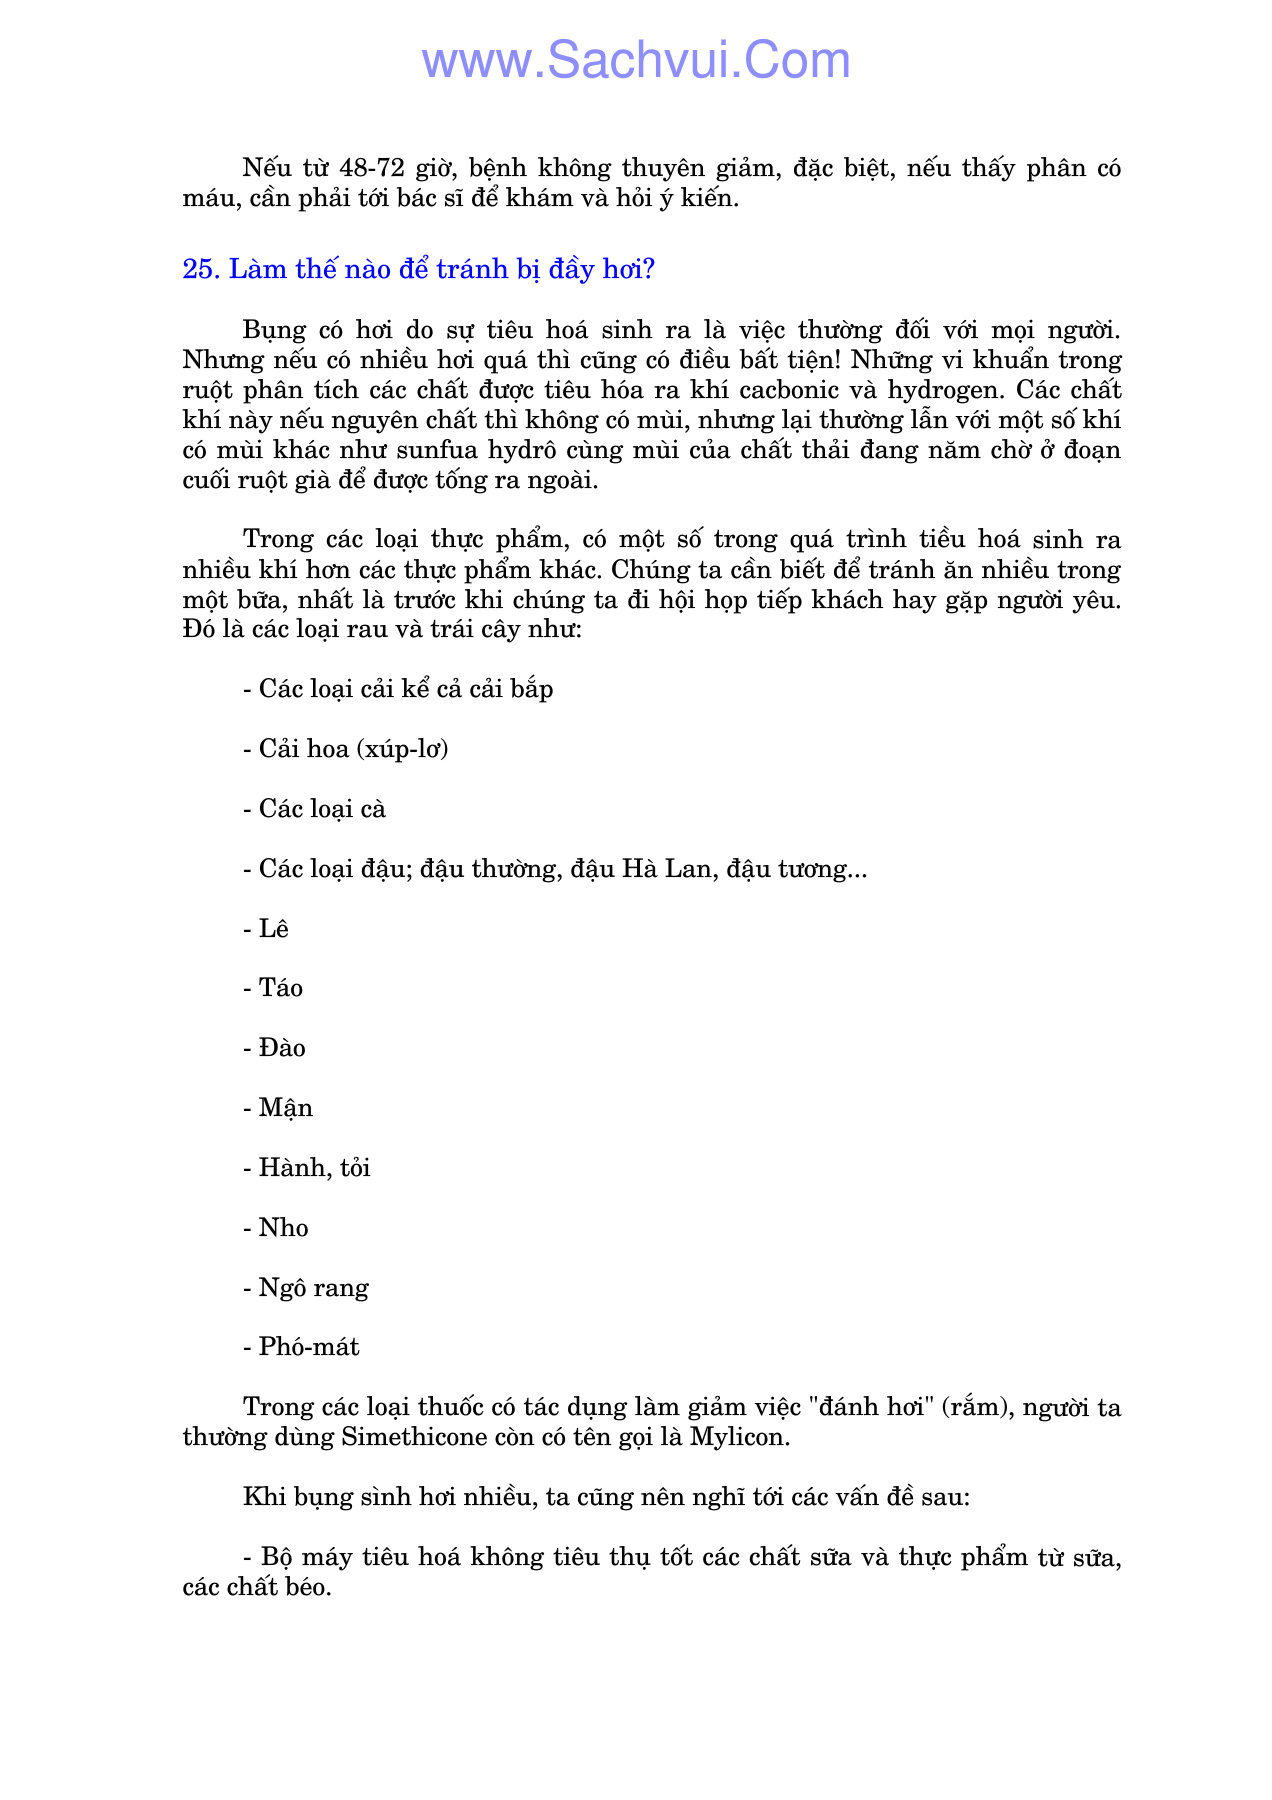 www.Sachvui.Com
Nếu từ 48-72 giờ, bệnh không thuyên giảm, đặc biệt, nếu thấy phân có
máu, cần phải tới bác sĩ để khám và hỏi ý kiến.
25. Làm thế nào để tránh bị đầy hơi?
Bụng có hơi do sự tiêu hoá sinh ra là việc thường đối với mọi người.
Nhưng nếu có nhiều hơi quá thì cũng có điều bất tiện! Những vi khuẩn trong
ruột phân tích các chất được tiêu hóa ra khí cacbonic và hydrogen. Các chất
khí này nếu nguyên chất thì không có mùi, nhưng lại thường lẫn với một số khí
có mùi khác như sunfua hydrô cùng mùi của chất thải đang năm chờ ở đoạn
cuối ruột già để được tống ra ngoài.
Trong các loại thực phẩm, có một số trong quá trình tiều hoá sinh ra
nhiều khí hơn các thực phẩm khác. Chúng ta cần biết để tránh ăn nhiều trong
một bữa, nhất là trước khi chúng ta đi hội họp tiếp khách hay gặp người yêu.
Đó là các loại rau và trái cây như:
- Các loại cải kể cả cải bắp
- Cải hoa (xúp-lơ)
- Các loại cà
- Các loại đậu; đậu thường, đậu Hà Lan, đậu tương...
- Lê
- Táo
- Đào
- Mận
- Hành, tỏi
- Nho
- Ngô rang
- Phó-mát
Trong các loại thuốc có tác dụng làm giảm việc "đánh hơi" (rắm), người ta
thường dùng Simethicone còn có tên gọi là Mylicon.
Khi bụng sình hơi nhiều, ta cũng nên nghĩ tới các vấn đề sau:
- Bộ máy tiêu hoá không tiêu thụ tốt các chất sữa và thực phẩm từ sữa,
các chất béo.